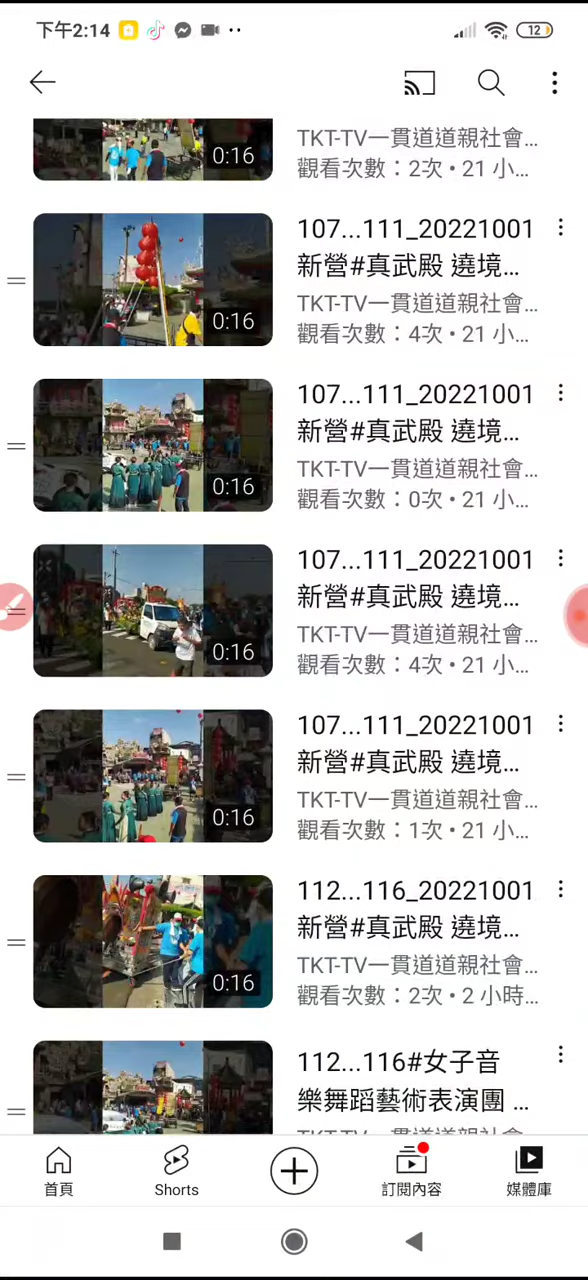 下午2:14
12
TKT-TV一貫道道親社會...
0:16
觀看次數：2次 • 21 小...
107...111_20221001
新營#真武殿 遶境...
TKT-TV一貫道道親社會...
0:16
觀看次數：4次 • 21 小...
107...111_20221001
新營#真武殿 遶境...
TKT-TV一貫道道親社會...
0:16
觀看次數：0次 • 21 小...
107...111_20221001
新營#真武殿 遶境...
TKT-TV一貫道道親社會...
0:16
觀看次數：4次 • 21 小...
107...111_20221001
新營#真武殿 遶境...
TKT-TV一貫道道親社會...
0:16
觀看次數：1次 • 21 小...
112...116_20221001
新營#真武殿 遶境...
TKT-TV一貫道道親社會...
0:16
觀看次數：2次 • 2 小時...
112...116#女子音
樂舞蹈藝術表演團 ...
首頁
Shorts
訂閱內容
媒體庫